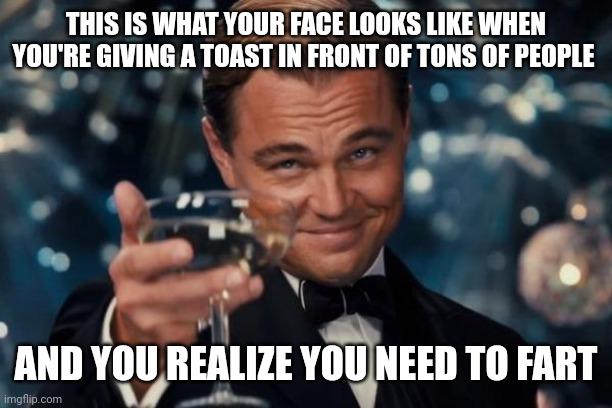 THIS IS WHAT YOUR FACE LOOKS LIKE WHEN
YOU'RE GIVING A TOAST IN FRONT OF TONS OF PEOPLE
AND YOU REALIZE YOU NEED TO FART
imgflip.com